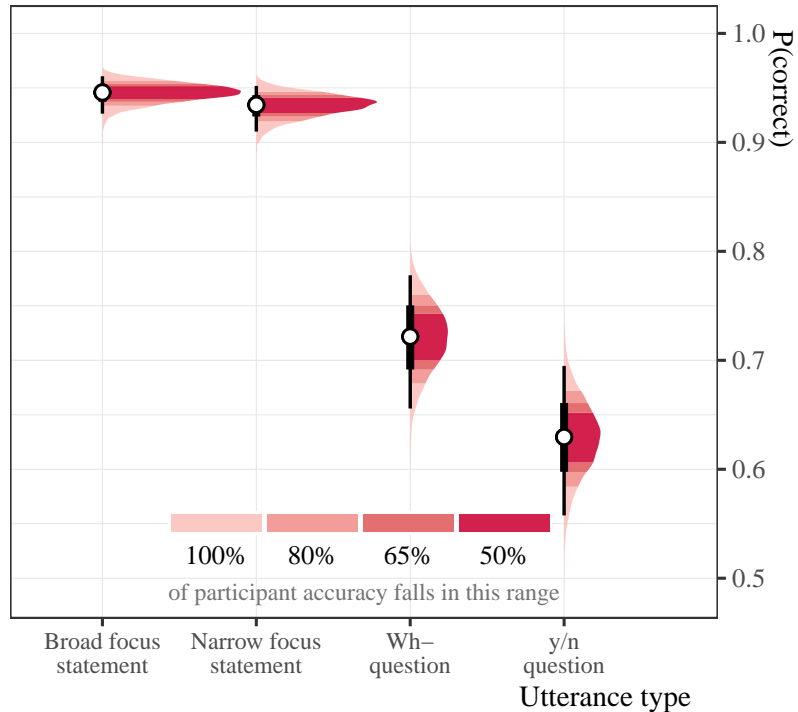 1.0
0.9
0.8
0.7
0.6
0.5
P(correct)
100% 80% 65% 50%
of participant accuracy falls in this range
Broad focus
statement
Narrow focus
statement
Wh−
question
y/n
question
Utterance type